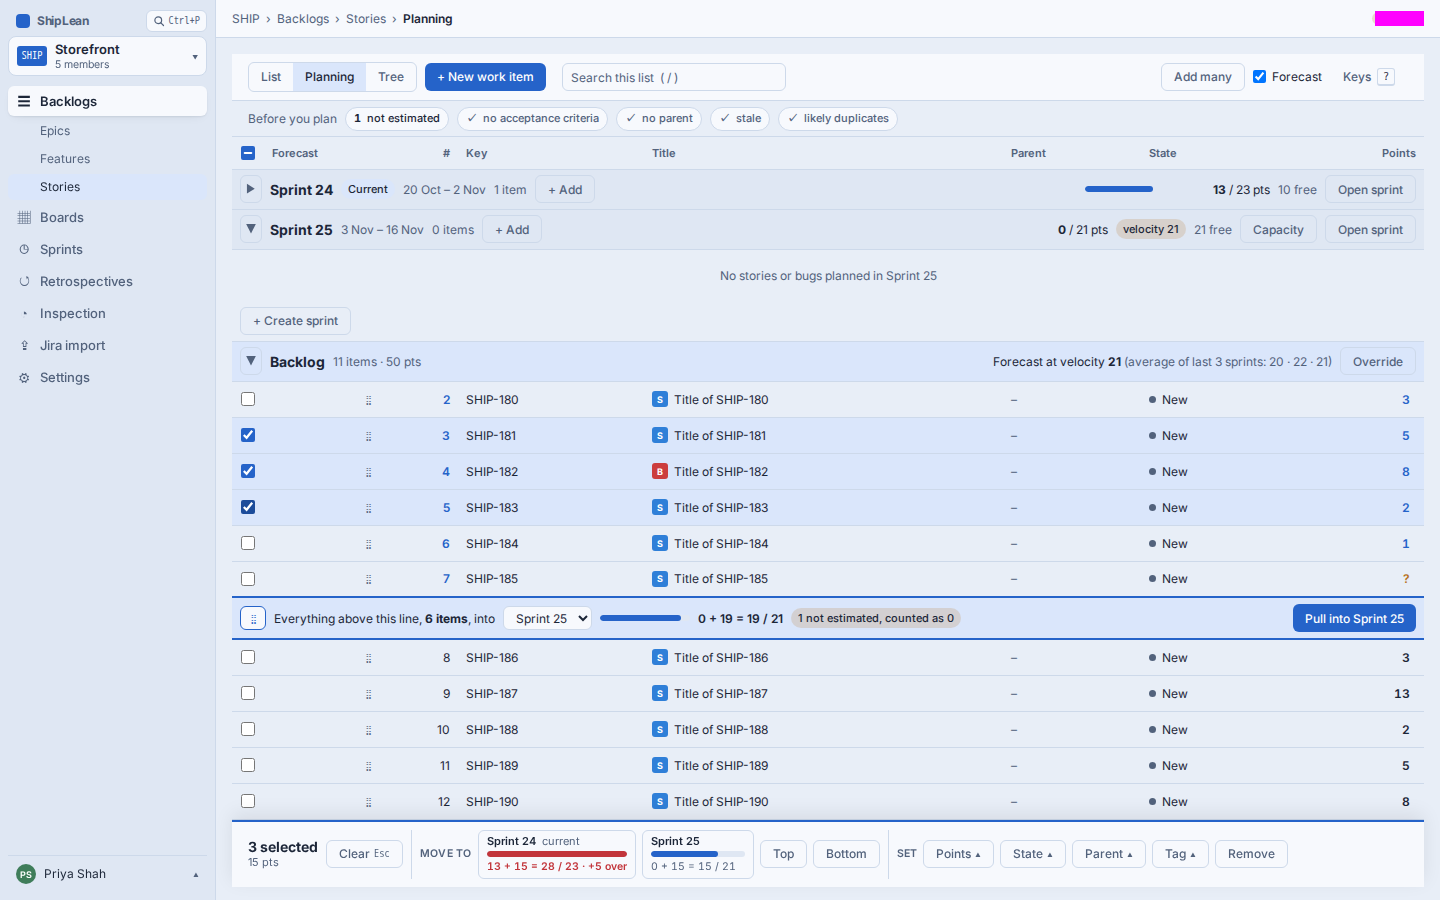 ShipLean Ctrl+P
SHIP Storefront
5 members
Backlogs
Epics
Features
Stories
Boards
Sprints
Retrospectives
Inspection
Jira import
Settings
PS Priya Shah
SHIP › Backlogs › Stories › Planning
List Planning Tree + New work item Search this list ( / ) Add many Forecast Keys ?
Before you plan 1 not estimated ✓ no acceptance criteria ✓ no parent ✓ stale ✓ likely duplicates
Forecast # Key Title Parent State Points
Sprint 24 Current 20 Oct – 2 Nov 1 item + Add 13 / 23 pts 10 free Open sprint
Sprint 25 3 Nov – 16 Nov 0 items + Add 0 / 21 pts velocity 21 21 free Capacity Open sprint
No stories or bugs planned in Sprint 25
+ Create sprint
Backlog 11 items · 50 pts Forecast at velocity 21 (average of last 3 sprints: 20 · 22 · 21) Override
2 SHIP-180 S Title of SHIP-180 – New 3
3 SHIP-181 S Title of SHIP-181 – New 5
4 SHIP-182 B Title of SHIP-182 – New 8
5 SHIP-183 S Title of SHIP-183 – New 2
6 SHIP-184 S Title of SHIP-184 – New 1
7 SHIP-185 S Title of SHIP-185 – New ?
Everything above this line, 6 items, into Sprint 25 0 + 19 = 19 / 21 1 not estimated, counted as 0 Pull into Sprint 25
8 SHIP-186 S Title of SHIP-186 – New 3
9 SHIP-187 S Title of SHIP-187 – New 13
10 SHIP-188 S Title of SHIP-188 – New 2
11 SHIP-189 S Title of SHIP-189 – New 5
12 SHIP-190 S Title of SHIP-190 – New 8
3 selected
15 pts
Clear Esc
MOVE TO
Sprint 24 current
13 + 15 = 28 / 23 · +5 over
Sprint 25
0 + 15 = 15 / 21
Top Bottom SET Points ▴ State ▴ Parent ▴ Tag ▴ Remove